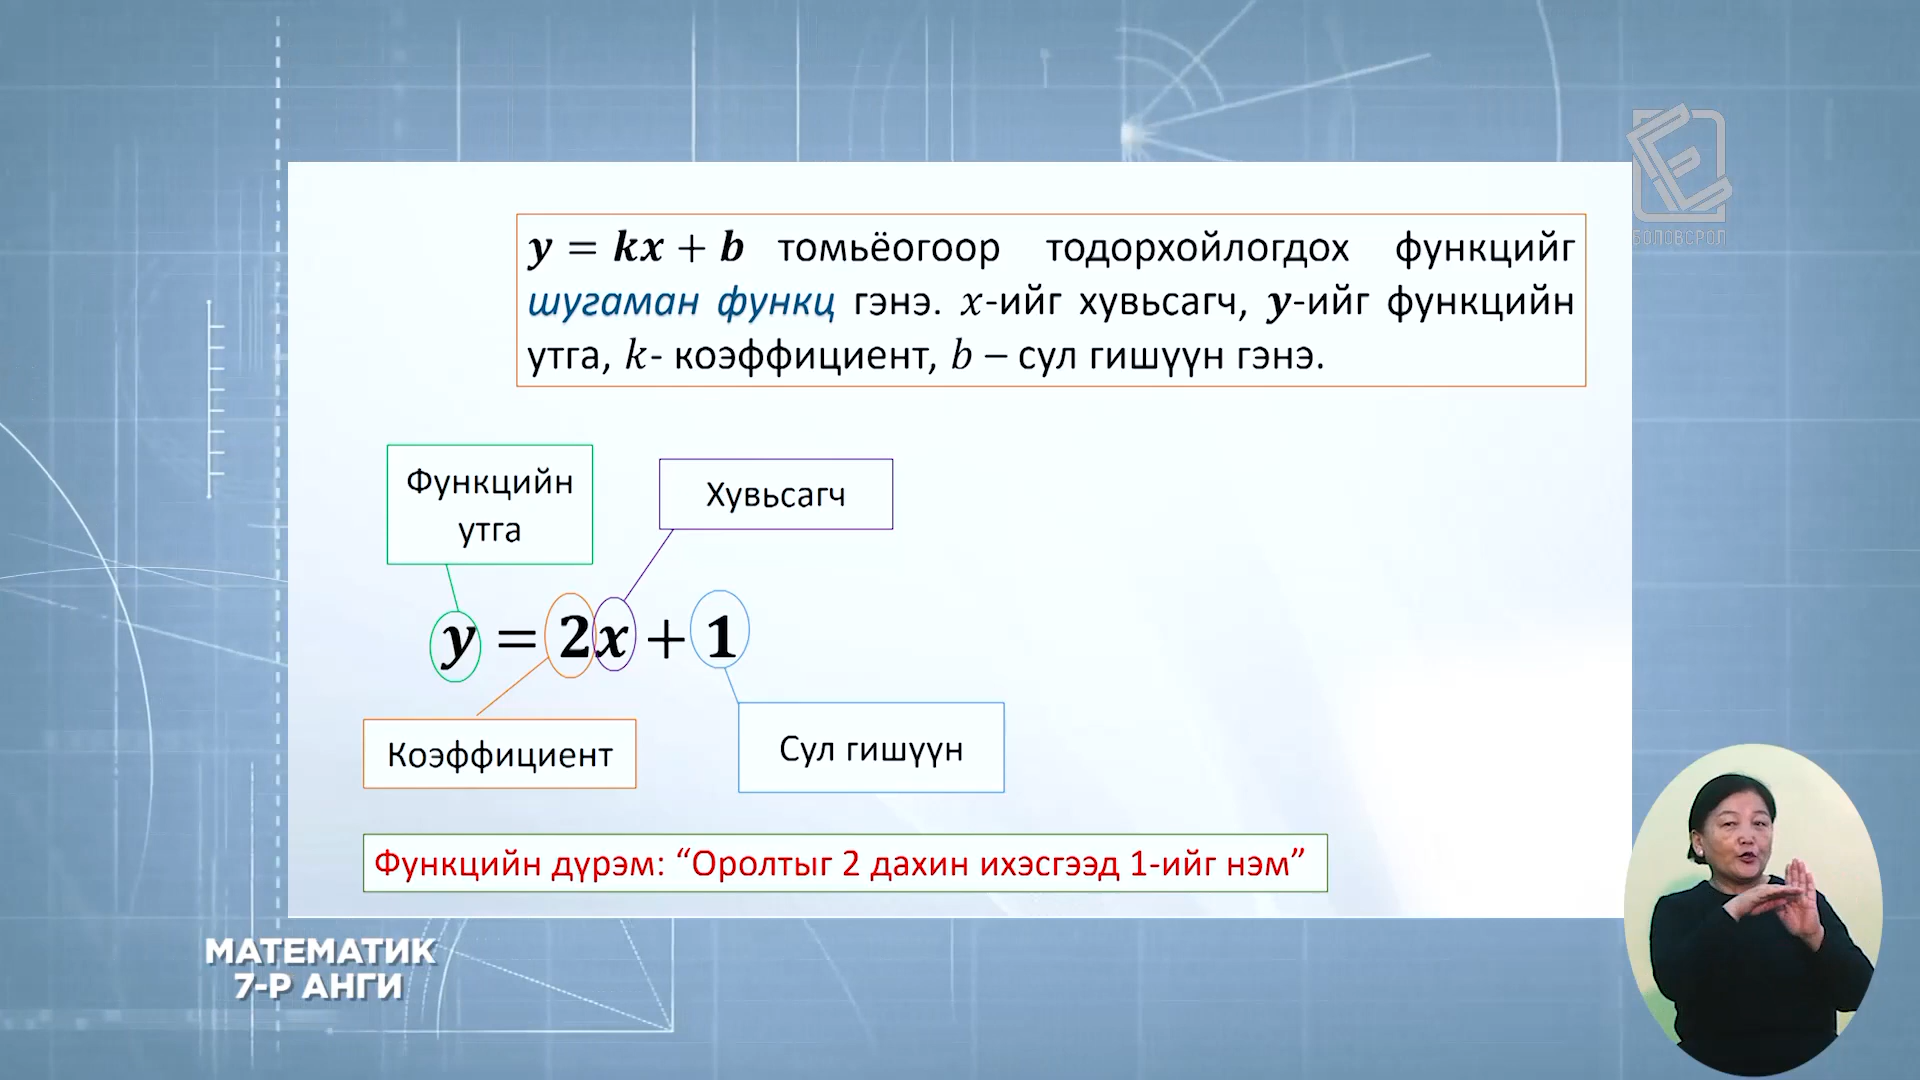 БОЛОВСРОЛ
y = kx + b томьёогоор тодорхойлогдох функцийг
шугаман функц гэнэ. x-ийг хувьсагч, y-ийг функцийн
утга, k- коэффициент, b – сул гишүүн гэнэ.
Функцийн
утга
Хувьсагч
y = 2x + 1
Коэффициент
Сул гишүүн
Функцийн дүрэм: “Оролтыг 2 дахин ихэсгээд 1-ийг нэм”
МАТЕМАТИК
7-Р АНГИ